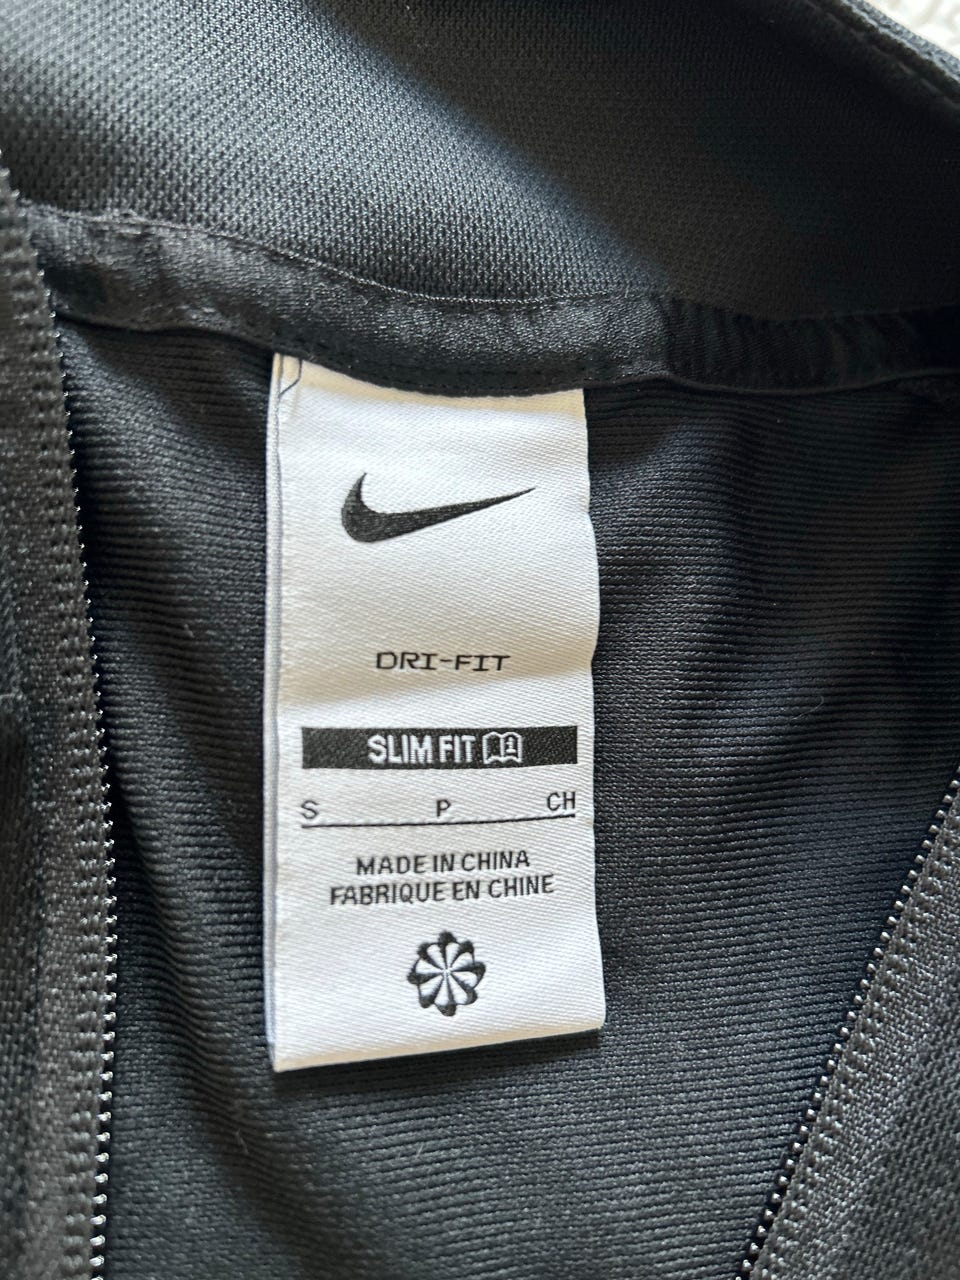 DRI-FIT
SLIM FIT
S P CH
MADE IN CHINA
FABRIQUE EN CHINE